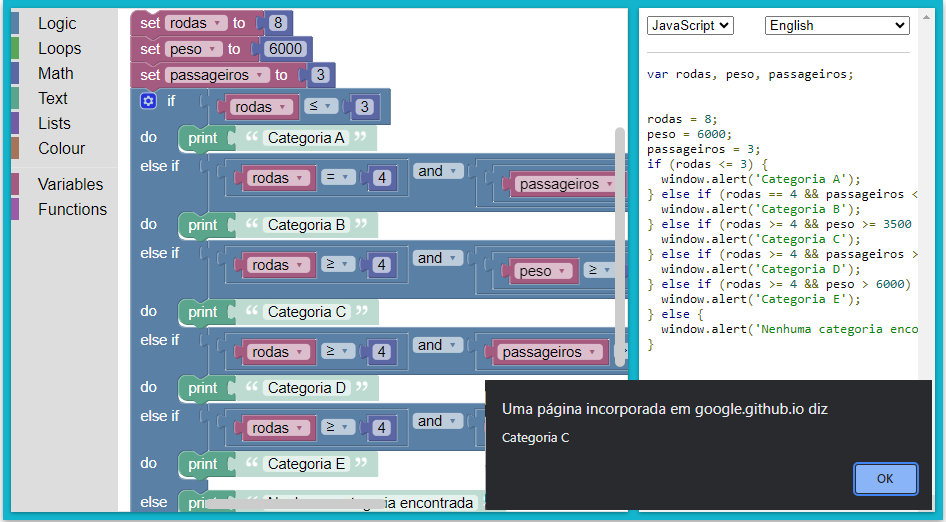 Logic
Loops
Math
Text
Lists
Colour
Variables
Functions
set rodas to 8
set peso to 6000
set passageiros to 3
if rodas ≤ 3
do print “ Categoria A ”
else if rodas = 4 and passageiros
do print “ Categoria B ”
else if rodas ≥ 4 and peso ≥
do print “ Categoria C ”
else if rodas ≥ 4 and passageiros
do print “ Categoria D ”
else if rodas ≥ 4 and
do print “ Categoria E ”
else encontrada
JavaScript English
var rodas, peso, passageiros;
rodas = 8;
peso = 6000;
passageiros = 3;
if (rodas <= 3) {
window.alert('Categoria A');
} else if (rodas == 4 && passageiros <
window.alert('Categoria B');
} else if (rodas >= 4 && peso >= 3500
window.alert('Categoria C');
} else if (rodas >= 4 && passageiros >
window.alert('Categoria D');
} else if (rodas >= 4 && peso > 6000)
window.alert('Categoria E');
} else {
window.alert('Nenhuma categoria enco
}
Uma página incorporada em google.github.io diz
Categoria C
OK